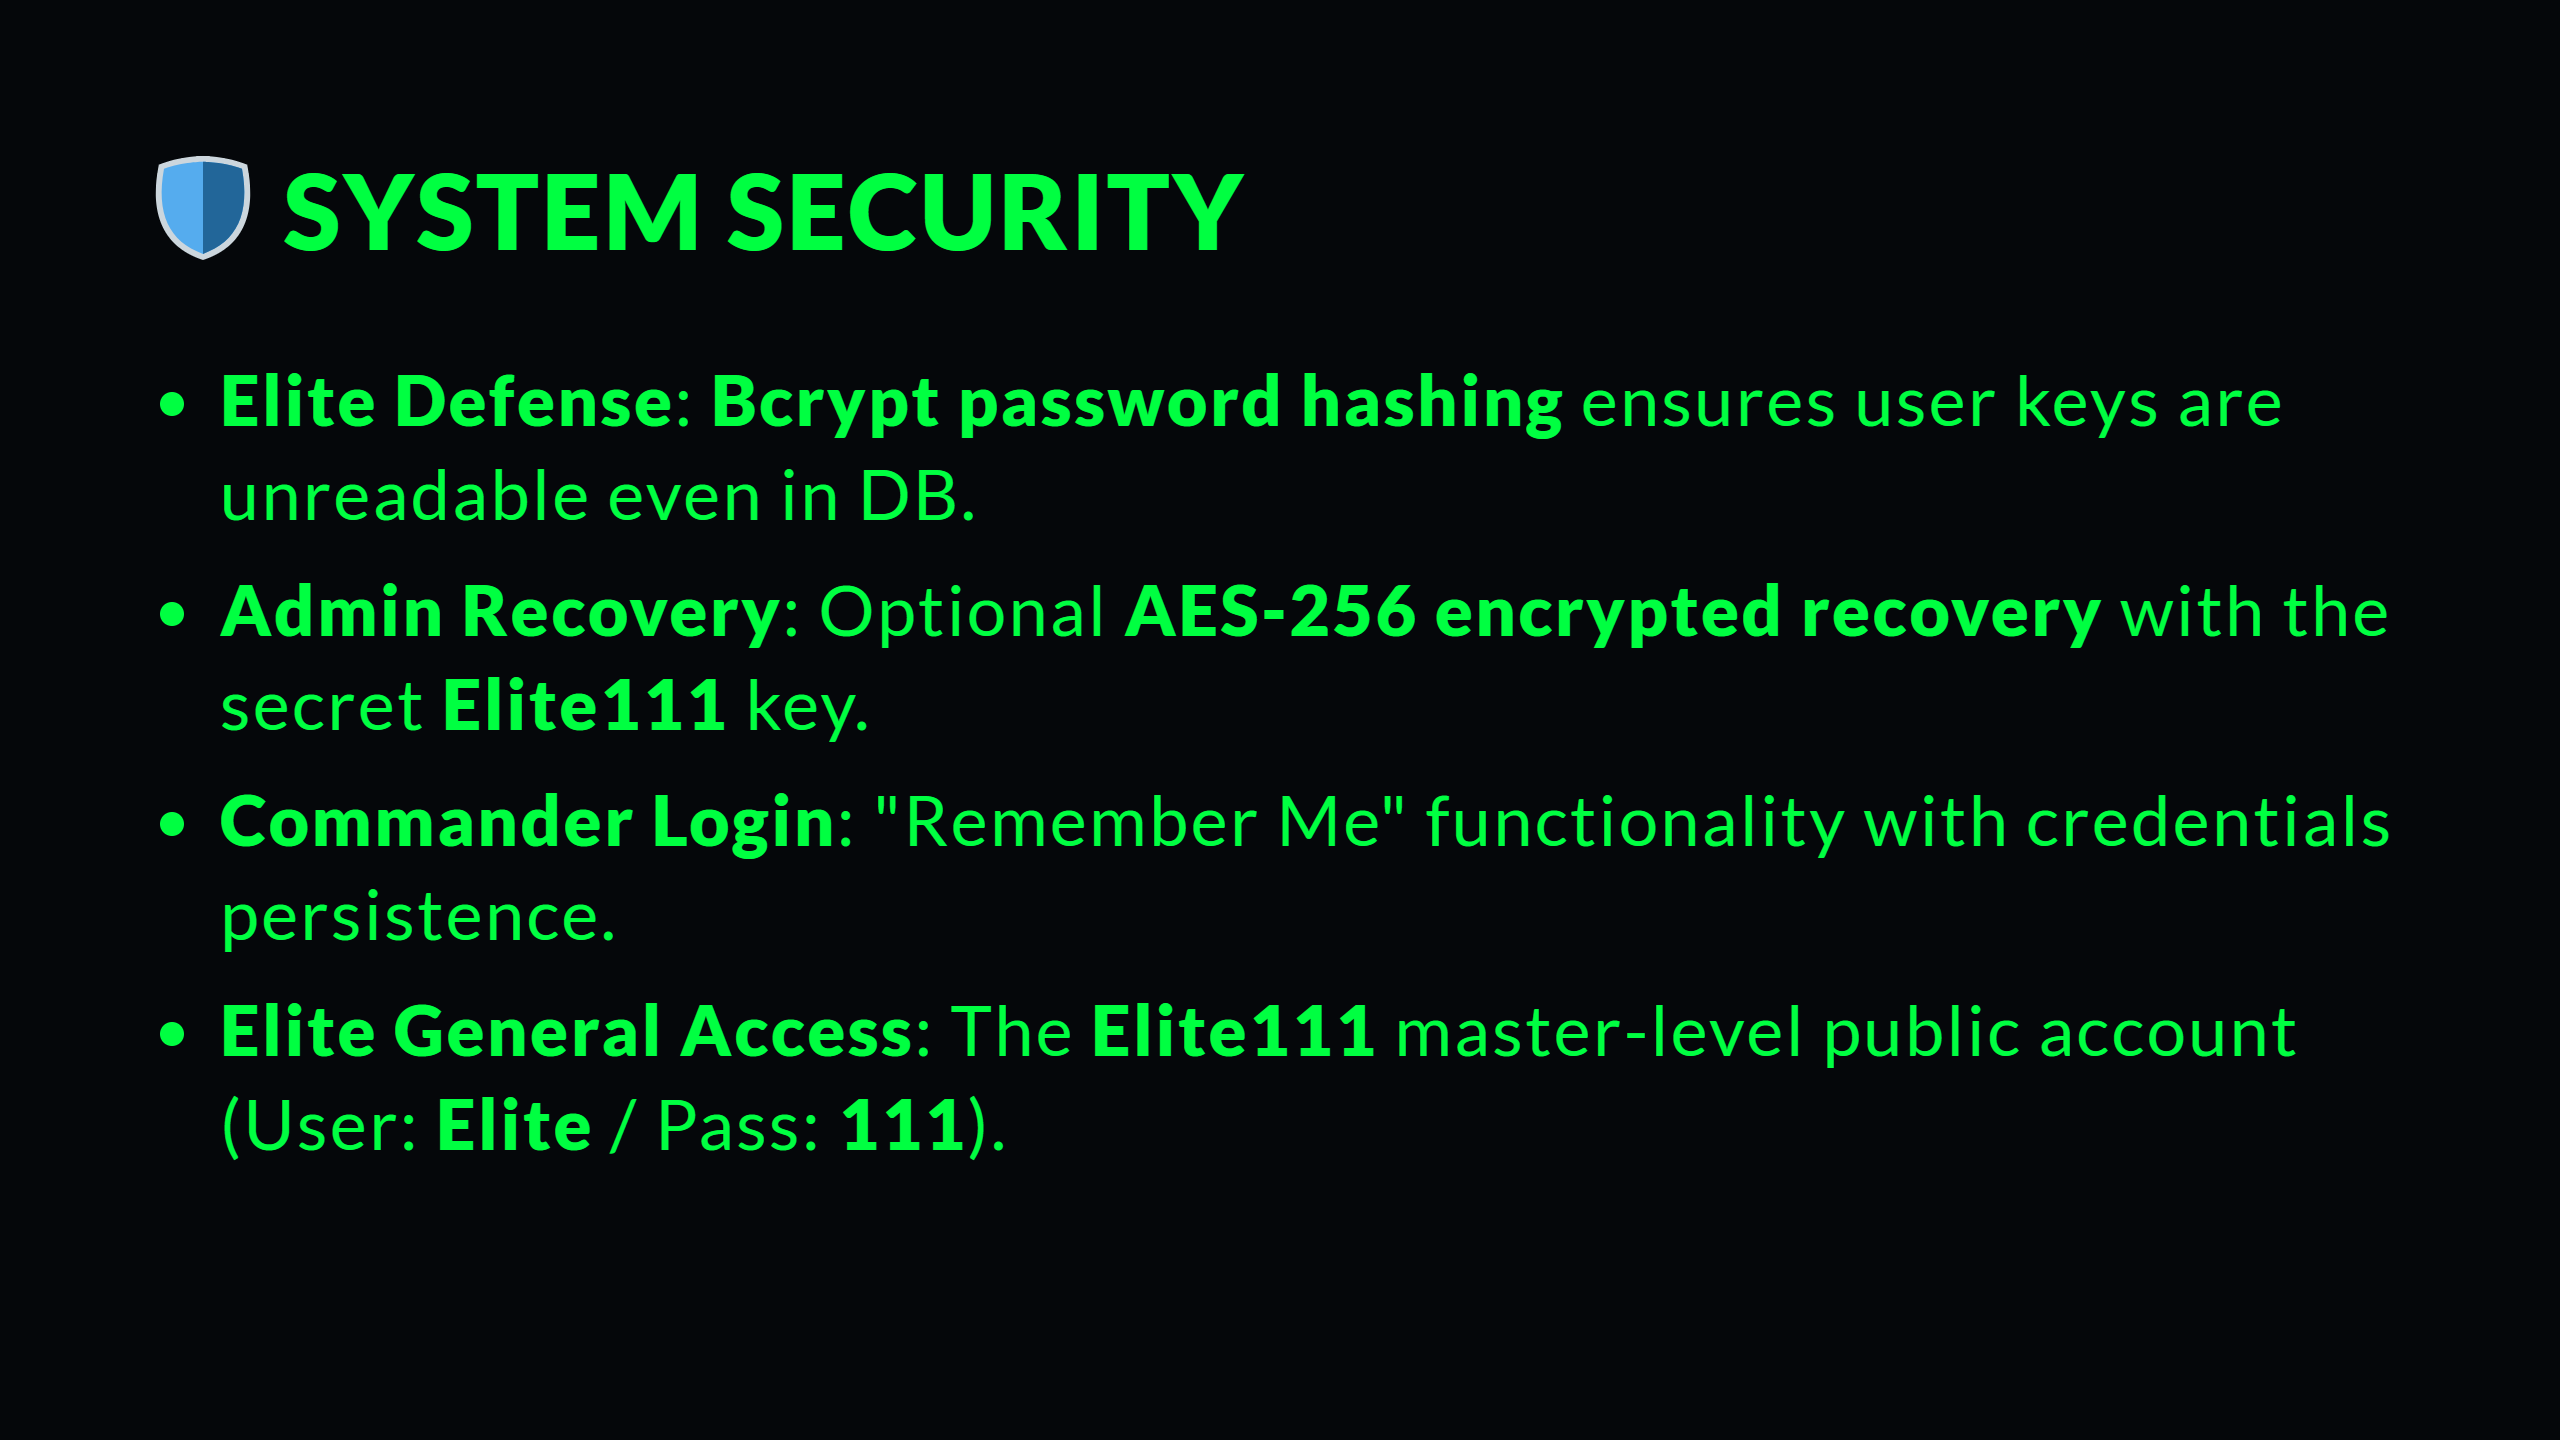 SYSTEM SECURITY
• Elite Defense: Bcrypt password hashing ensures user keys are
unreadable even in DB.
• Admin Recovery: Optional AES-256 encrypted recovery with the
secret Elite111 key.
• Commander Login: "Remember Me" functionality with credentials
persistence.
• Elite General Access: The Elite111 master-level public account
(User: Elite / Pass: 111).